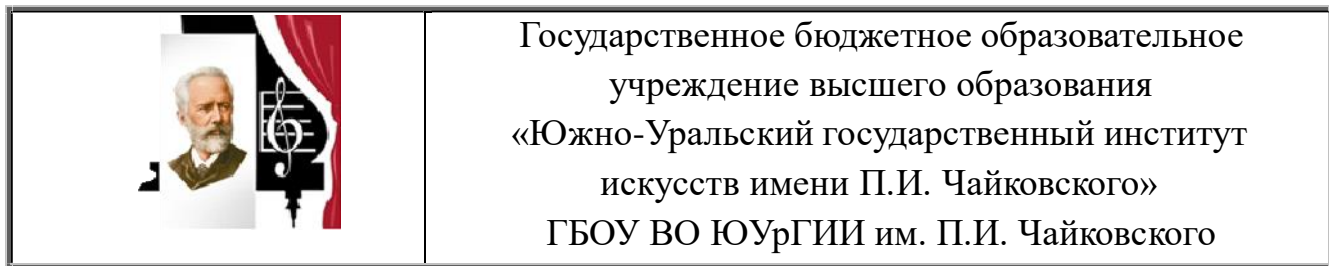 Государственное бюджетное образовательное
учреждение высшего образования
«Южно-Уральский государственный институт
искусств имени П.И. Чайковского»
ГБОУ ВО ЮУрГИИ им. П.И. Чайковского